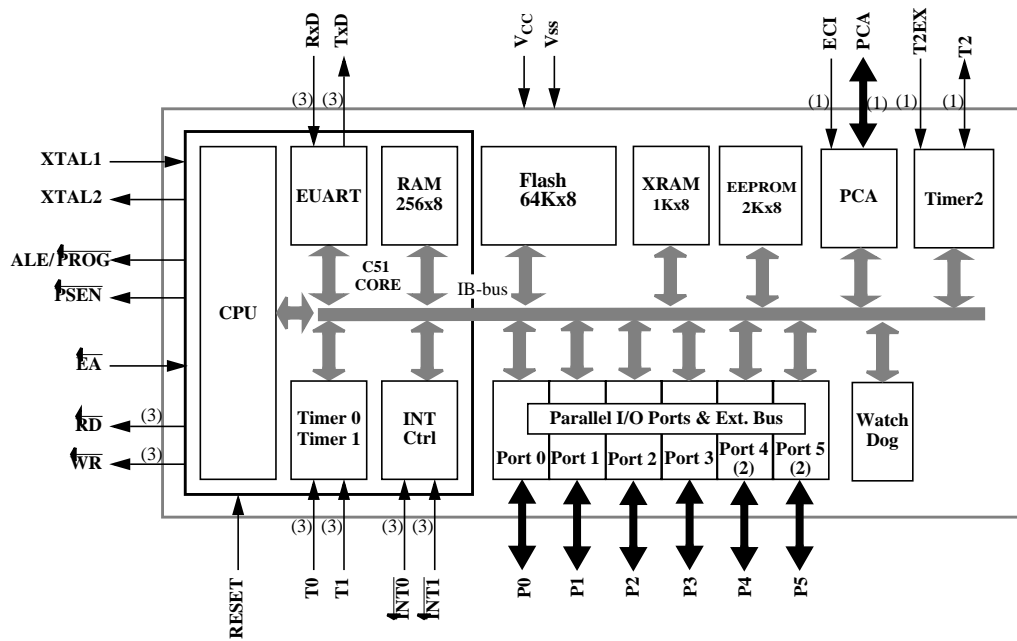 RxD
TxD
VCC
Vss
ECI
PCA
T2EX
T2
(3)
(3)
(1)
(1)
(1)
(1)
XTAL1
XTAL2
ALE/PROG
PSEN
EA
RD
(3)
WR
(3)
CPU
EUART
RAM
256x8
C51
CORE
Flash
64Kx8
XRAM
1Kx8
EEPROM
2Kx8
PCA
Timer2
IB-bus
Timer 0
Timer 1
INT
Ctrl
Parallel I/O Ports & Ext. Bus
Port 0
Port 1
Port 2
Port 3
Port 4
(2)
Port 5
(2)
Watch
Dog
(3)
(3)
(3)
(3)
RESET
T0
T1
INT0
INT1
P0
P1
P2
P3
P4
P5